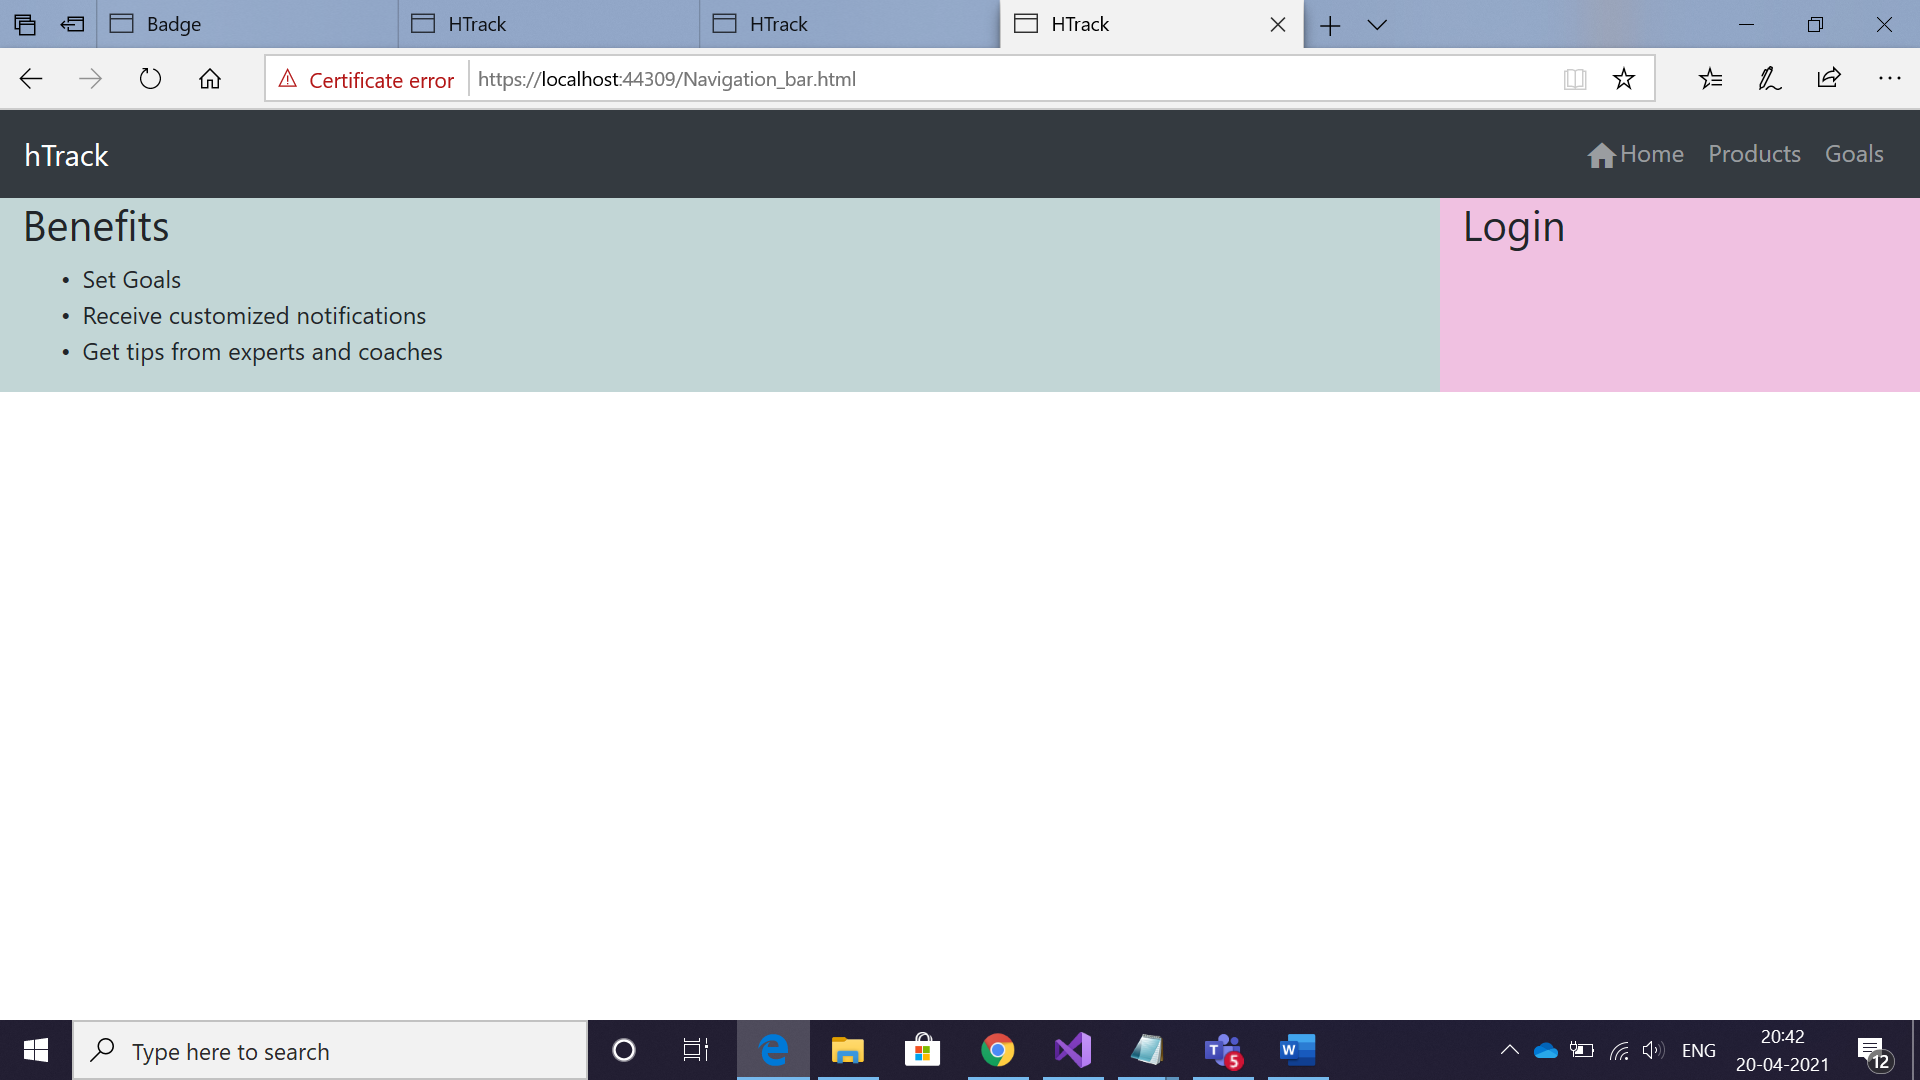 Badge
HTrack
HTrack
HTrack
Certificate error
https://localhost:44309/Navigation_bar.html
hTrack
Home
Products
Goals
Benefits
• Set Goals
• Receive customized notifications
• Get tips from experts and coaches
Login
Type here to search
T
5
W
ENG
20:42
20-04-2021
12